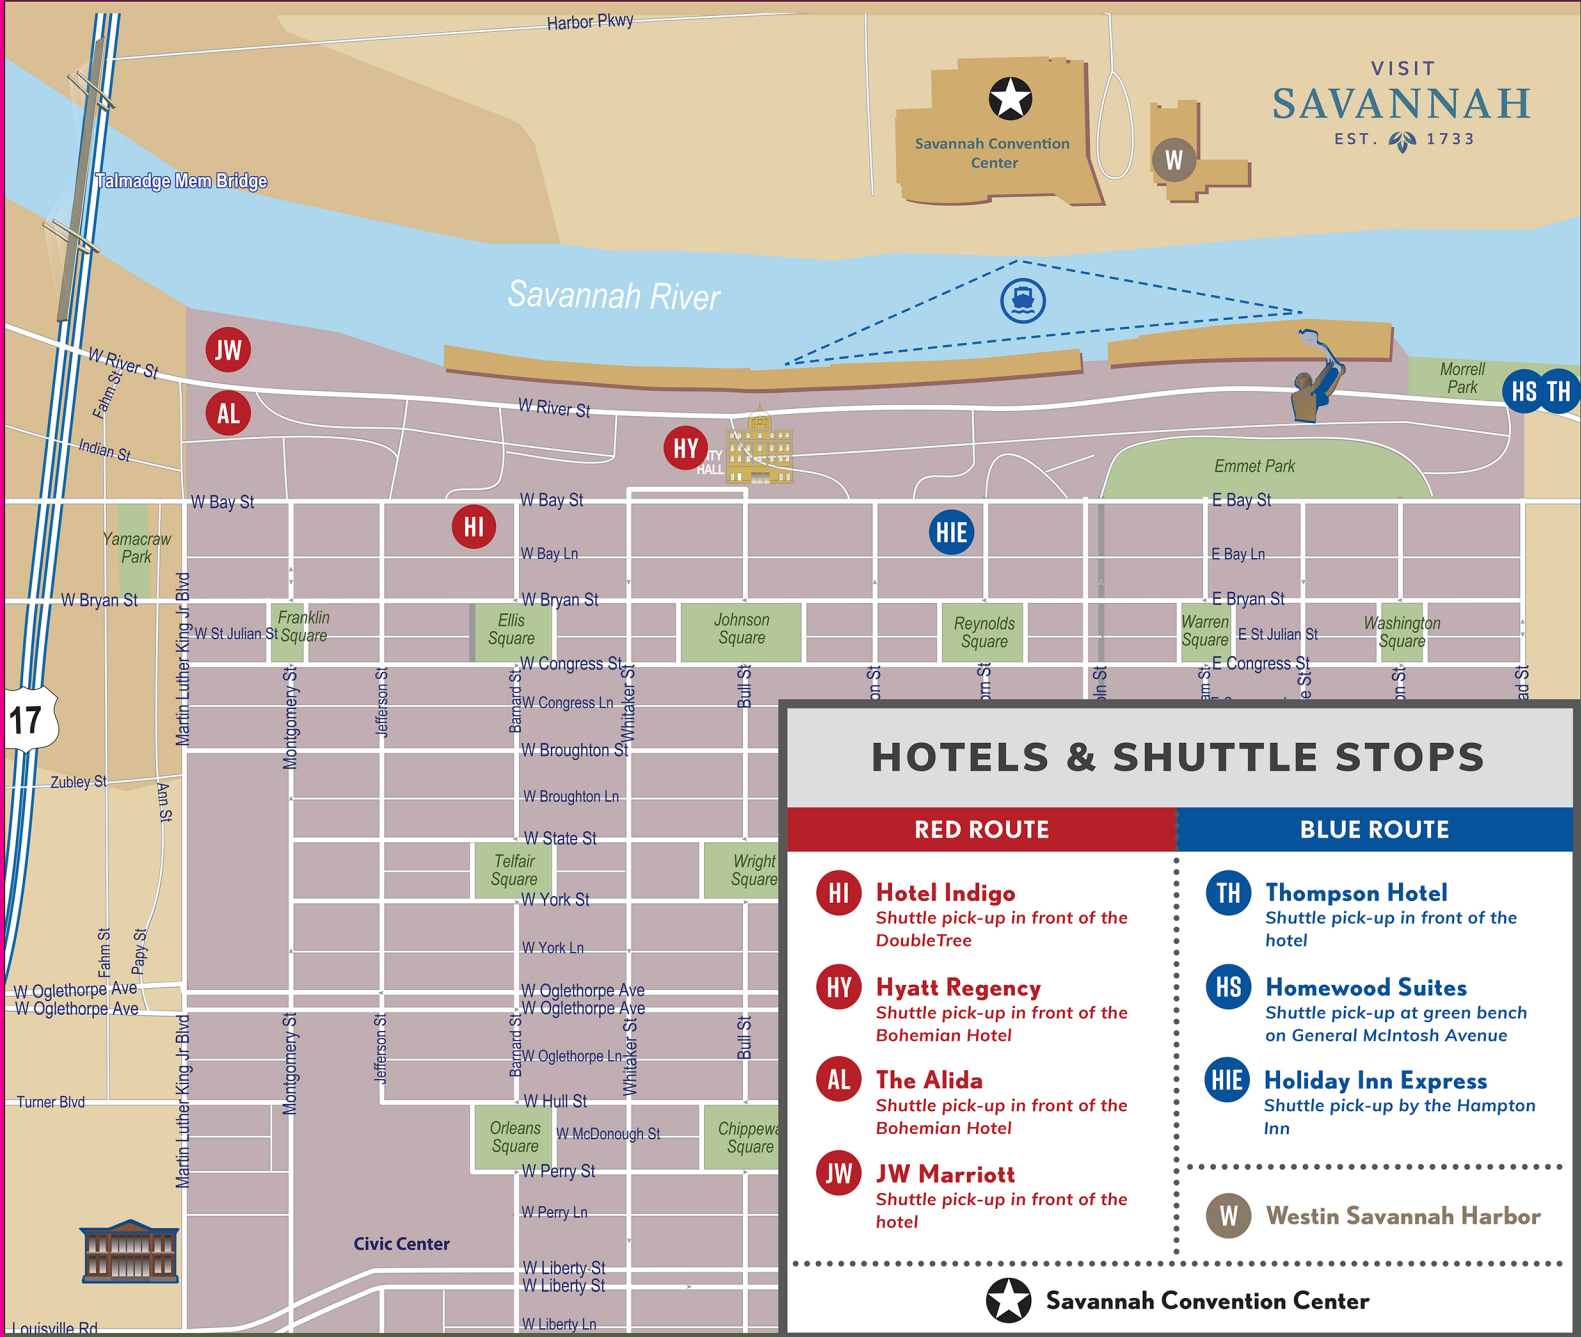 Harbor Pkwy
VISIT
SAVANNAH
EST. 1733
Savannah Convention
Center
W
Talmadge Mem Bridge
Savannah River
JW
W River St
Fahm St
AL
W River St
HY
HALL
Morrell
Park
HS TH
Indian St
Emmet Park
W Bay St
W Bay St
E Bay St
HI
HIE
Yamacraw
Park
W Bay Ln
E Bay Ln
W Bryan St
W Bryan St
E Bryan St
Martin Luther King Jr Blvd
W St Julian St
Franklin
Square
Ellis
Square
Johnson
Square
Reynolds
Square
Warren
Square
E St Julian St
Washington
Square
W Congress St
E Congress St
Montgomery St
Jefferson St
Barnard St
Whitaker St
Bull St
W Congress Ln
17
W Broughton St
Zubley St
Ann St
W Broughton Ln
W State St
Telfair
Square
Wright
Square
W York St
Fahm St
Papy St
W York Ln
W Oglethorpe Ave
W Oglethorpe Ave
W Oglethorpe Ave
W Oglethorpe Ave
Martin Luther King Jr Blvd
Montgomery St
Jefferson St
Barnard St
Whitaker St
Bull St
W Oglethorpe Ln
Turner Blvd
W Hull St
Orleans
Square
W McDonough St
Chippewa
Square
W Perry St
W Perry Ln
Civic Center
W Liberty St
W Liberty St
W Liberty Ln
Louisville Rd
HOTELS & SHUTTLE STOPS
RED ROUTE
HI Hotel Indigo
Shuttle pick-up in front of the
DoubleTree
HY Hyatt Regency
Shuttle pick-up in front of the
Bohemian Hotel
AL The Alida
Shuttle pick-up in front of the
Bohemian Hotel
JW JW Marriott
Shuttle pick-up in front of the
hotel
BLUE ROUTE
TH Thompson Hotel
Shuttle pick-up in front of the
hotel
HS Homewood Suites
Shuttle pick-up at green bench
on General McIntosh Avenue
HIE Holiday Inn Express
Shuttle pick-up by the Hampton
Inn
W Westin Savannah Harbor
Savannah Convention Center